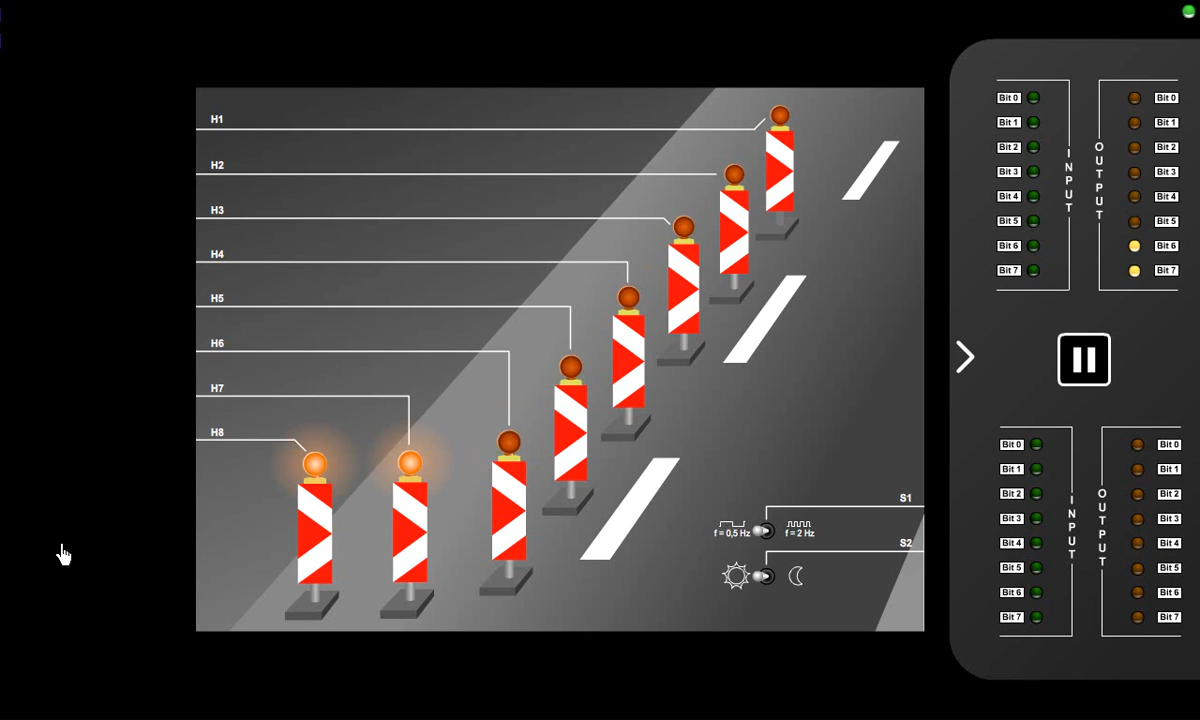 H1
H2
H3
H4
H5
H6
H7
H8
S1
f = 0,5 Hz
f = 2 Hz
S2
Bit 0
Bit 1
Bit 2
Bit 3
Bit 4
Bit 5
Bit 6
Bit 7
INPUT
OUTPUT
Bit 0
Bit 1
Bit 2
Bit 3
Bit 4
Bit 5
Bit 6
Bit 7
Bit 0
Bit 1
Bit 2
Bit 3
Bit 4
Bit 5
Bit 6
Bit 7
INPUT
OUTPUT
Bit 0
Bit 1
Bit 2
Bit 3
Bit 4
Bit 5
Bit 6
Bit 7